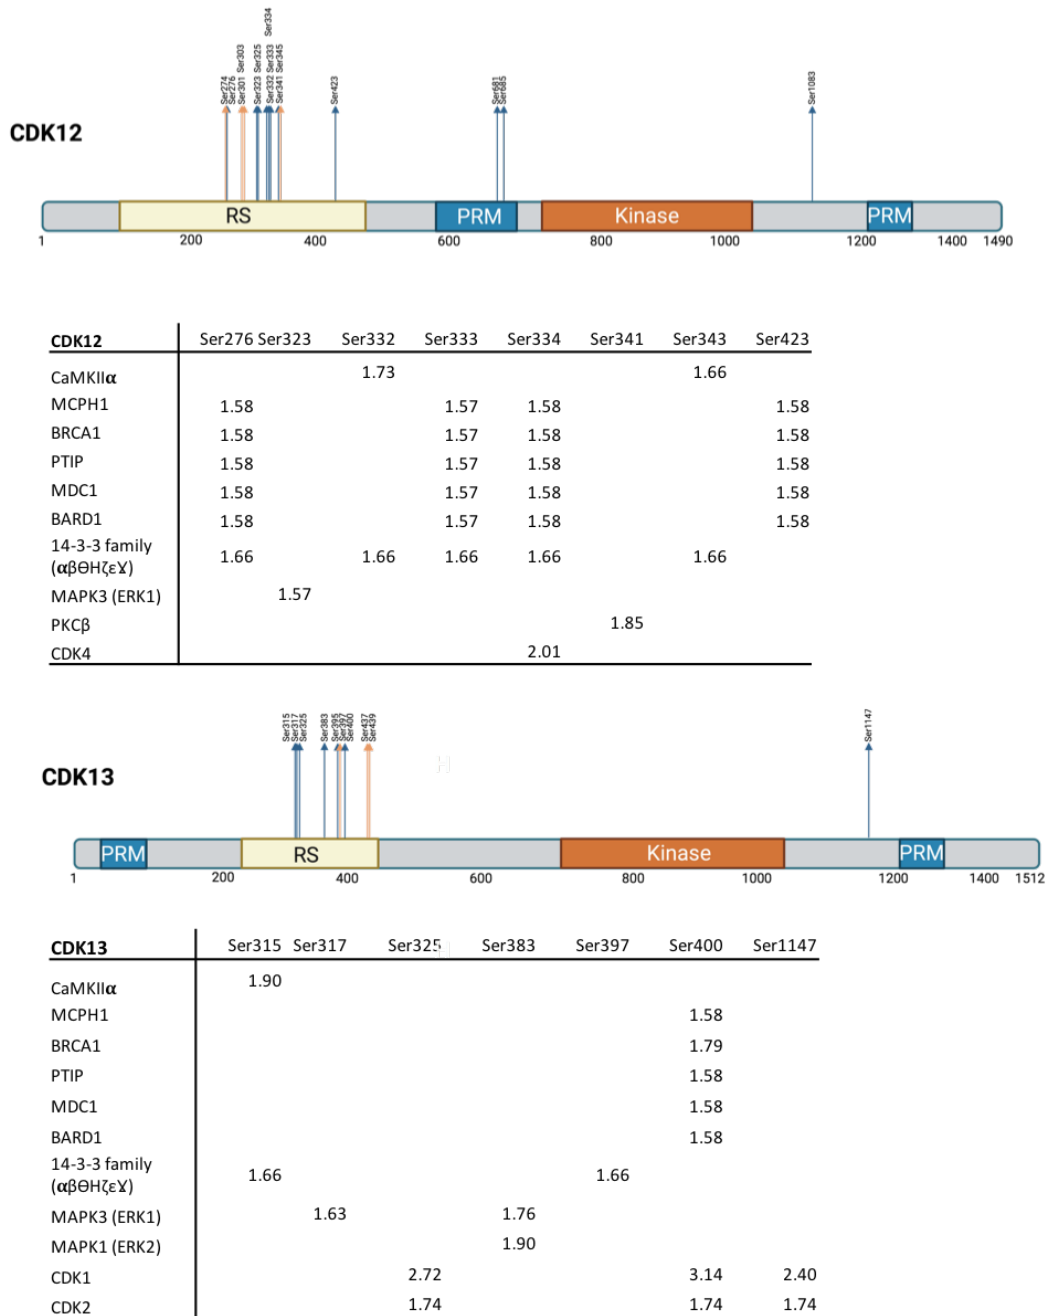 Ser334
Ser274 Ser276 Ser301 Ser303 Ser323 Ser325 Ser332 Ser333 Ser341 Ser345 Ser423 Ser681 Ser685 Ser1083
CDK12
RS PRM Kinase PRM
1 200 400 600 800 1000 1200 1400 1490
CDK12 Ser276 Ser323 Ser332 Ser333 Ser334 Ser341 Ser343 Ser423
CaMKIIα 1.73 1.66
MCPH1 1.58 1.57 1.58 1.58
BRCA1 1.58 1.57 1.58 1.58
PTIP 1.58 1.57 1.58 1.58
MDC1 1.58 1.57 1.58 1.58
BARD1 1.58 1.57 1.58 1.58
14-3-3 family
(αβΘΗζεɣ) 1.66 1.66 1.66 1.66 1.66
MAPK3 (ERK1) 1.57
PKCβ 1.85
CDK4 2.01
Ser315 Ser317 Ser325 Ser383 Ser395 Ser397 Ser400 Ser437 Ser439 Ser1147
CDK13
PRM RS Kinase PRM
1 200 400 600 800 1000 1200 1400 1512
CDK13 Ser315 Ser317 Ser325 Ser383 Ser397 Ser400 Ser1147
CaMKIIα 1.90
MCPH1 1.58
BRCA1 1.79
PTIP 1.58
MDC1 1.58
BARD1 1.58
14-3-3 family
(αβΘΗζεɣ) 1.66 1.66
MAPK3 (ERK1) 1.63 1.76
MAPK1 (ERK2) 1.90
CDK1 2.72 3.14 2.40
CDK2 1.74 1.74 1.74